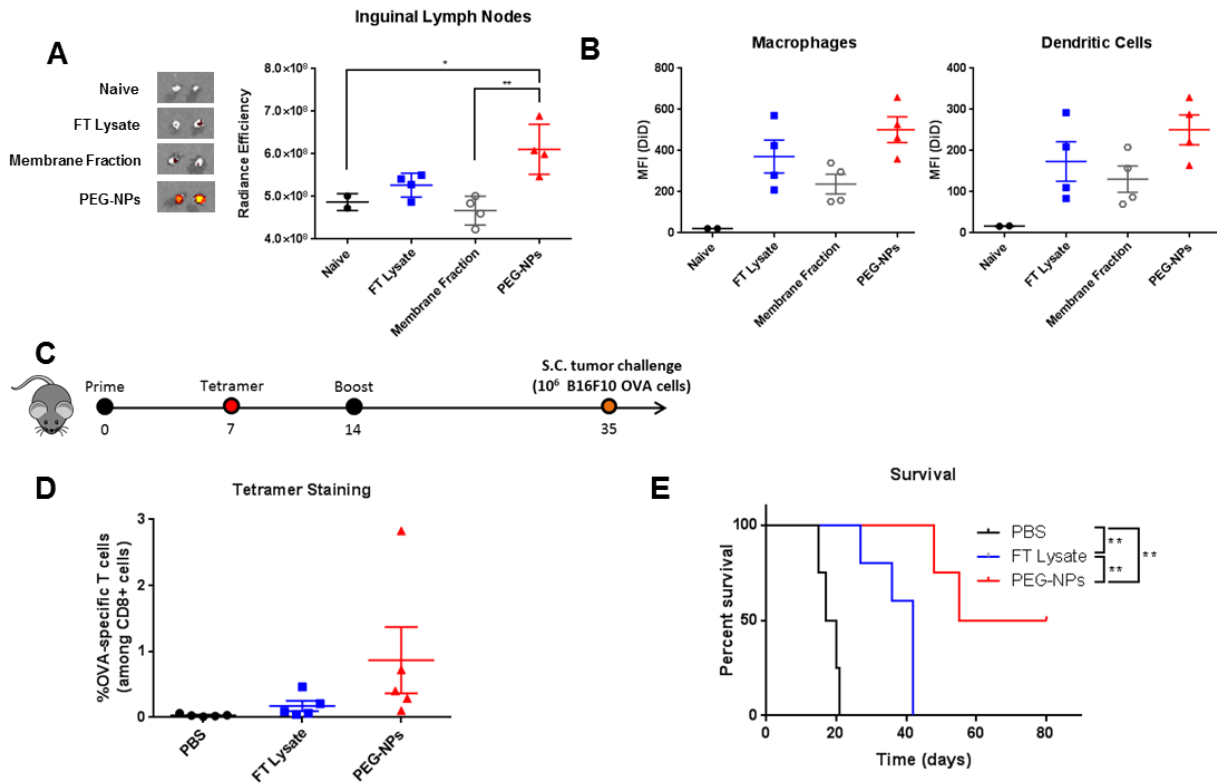 Inguinal Lymph Nodes
A
Naive
FT Lysate
Membrane Fraction
PEG-NPs
Radiance Efficiency
8.0×10⁸
7.0×10⁸
6.0×10⁸
5.0×10⁸
4.0×10⁸
*
**
Naive
FT Lysate
Membrane Fraction
PEG-NPs
B
Macrophages
MFI (DiD)
800
600
400
200
0
Naive
FT Lysate
Membrane Fraction
PEG-NPs
Dendritic Cells
MFI (DiD)
400
300
200
100
0
Naive
FT Lysate
Membrane Fraction
PEG-NPs
C
Prime
Tetramer
Boost
S.C. tumor challenge
(10⁶ B16F10 OVA cells)
0
7
14
35
D
Tetramer Staining
%OVA-specific T cells
(among CD8+ cells)
3
2
1
0
PBS
FT Lysate
PEG-NPs
E
Survival
Percent survival
100
50
0
0
20
40
60
80
Time (days)
PBS
FT Lysate
PEG-NPs
**
**
**